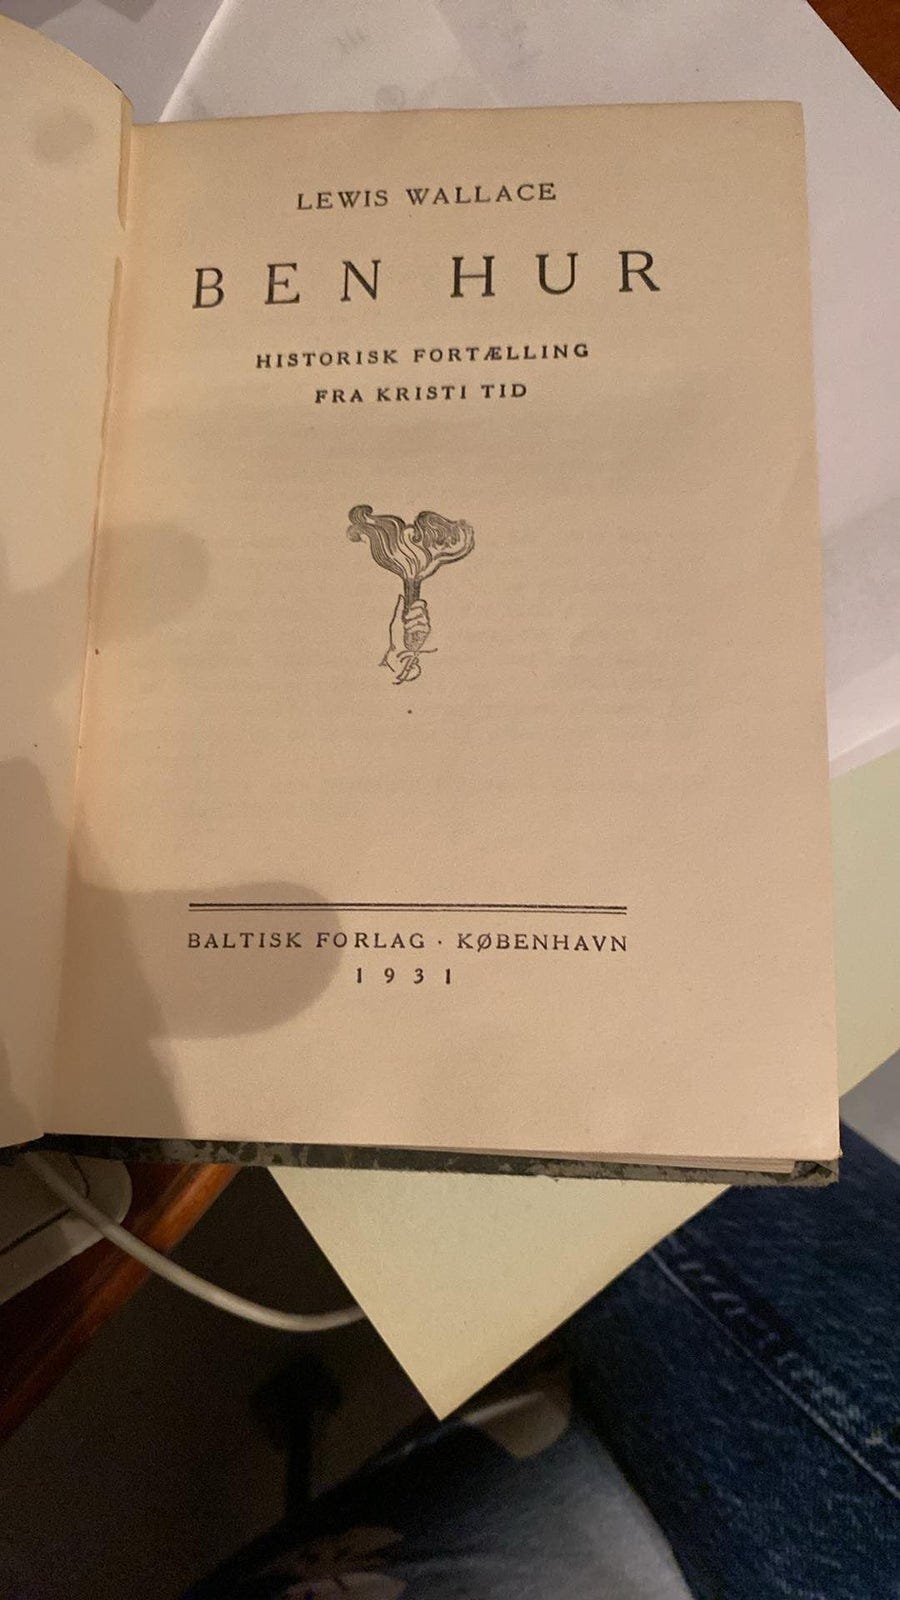 LEWIS WALLACE
BEN HUR
HISTORISK FORTÆLLING
FRA KRISTI TID
B
BALTISK FORLAG · KØBENHAVN
1931